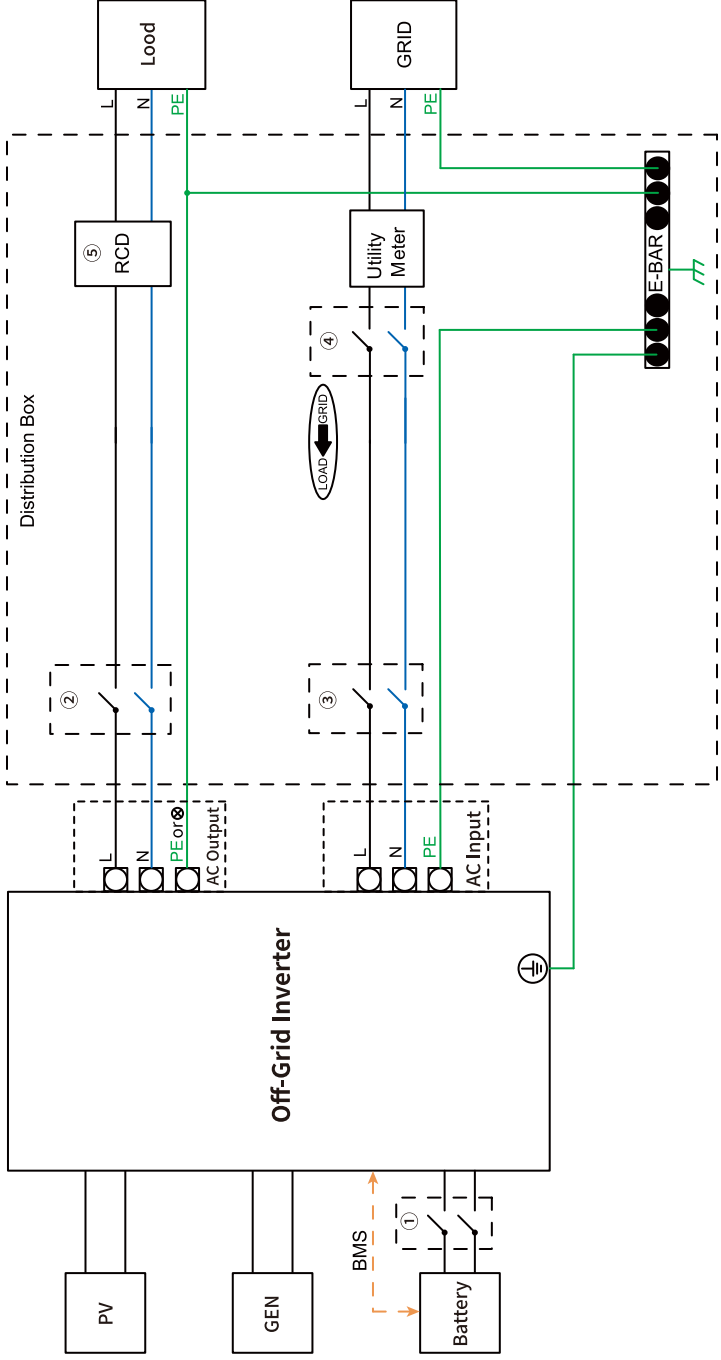 Lood
GRID
L
N
PE
L
N
PE
⑤
RCD
Utility
Meter
E-BAR
④
LOAD GRID
Distribution Box
②
③
L
N
PE or⊗
AC Output
L
N
PE
AC Input
Off-Grid Inverter
BMS
①
PV
GEN
Battery